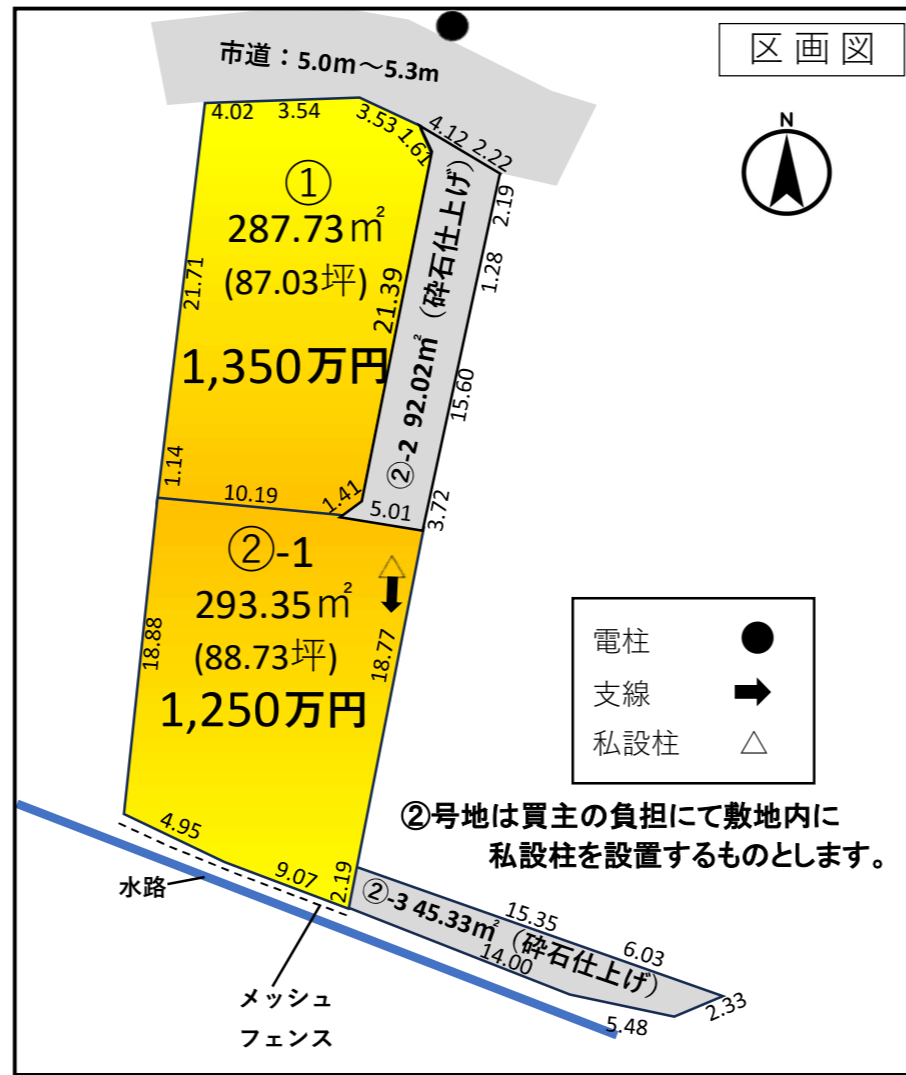 区画図
市道：5.0m～5.3m
N
4.02
3.54
3.53
1.61
4.12
2.22
2.19
1.28
①
287.73㎡
(87.03坪)
1,350万円
21.71
21.39
②-2 92.02㎡（砕石仕上げ）
15.60
1.14
10.19
1.41
5.01
3.72
②-1
293.35㎡
(88.73坪)
1,250万円
18.88
18.77
電柱
支線
私設柱
②号地は買主の負担にて敷地内に
私設柱を設置するものとします。
4.95
9.07
2.19
水路
メッシュ
フェンス
②-3 45.33㎡（砕石仕上げ）
15.35
6.03
14.00
5.48
2.33